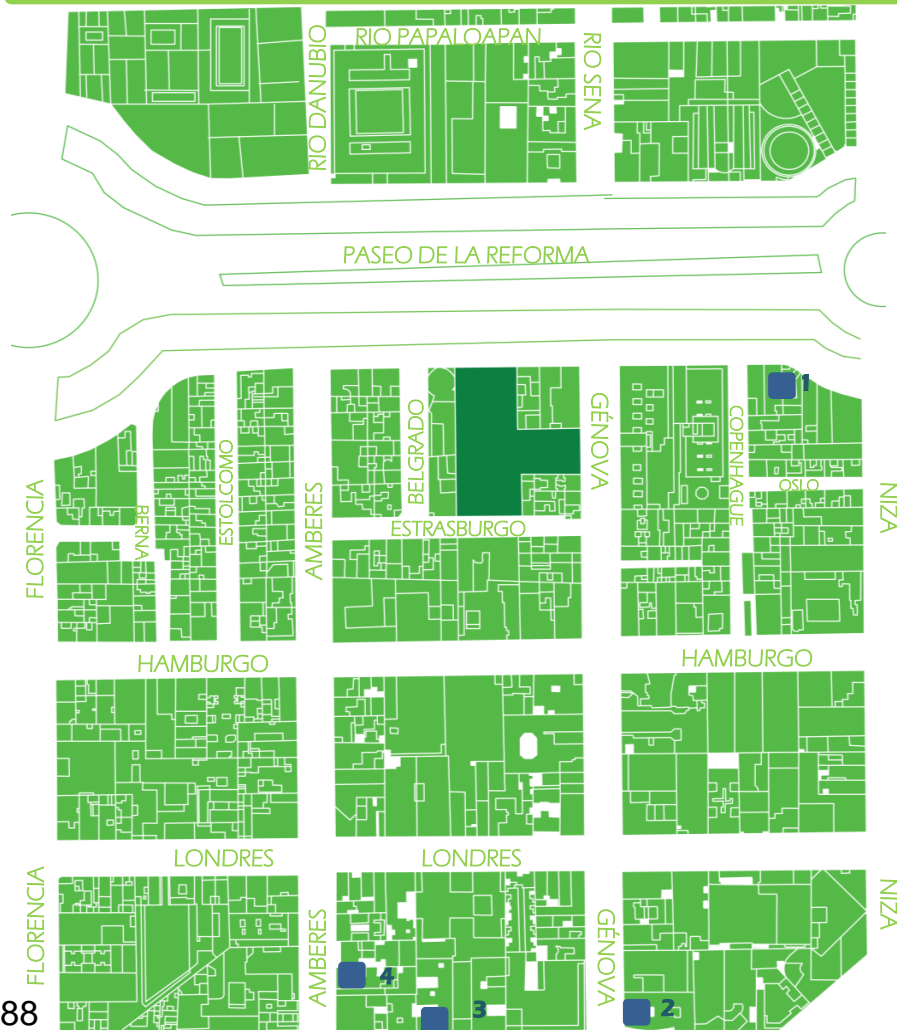 RIO DANUBIO
RIO PAPALOAPAN
RIO SENA
PASEO DE LA REFORMA
1
FLORENCIA
BERNA
ESTOLCOMO
AMBERES
BELGRADO
ESTRASBURGO
GÉNOVA
COPENHAGUE
OSLO
NIZA
HAMBURGO
HAMBURGO
LONDRES
LONDRES
FLORENCIA
AMBERES
GÉNOVA
NIZA
4
3
2
88